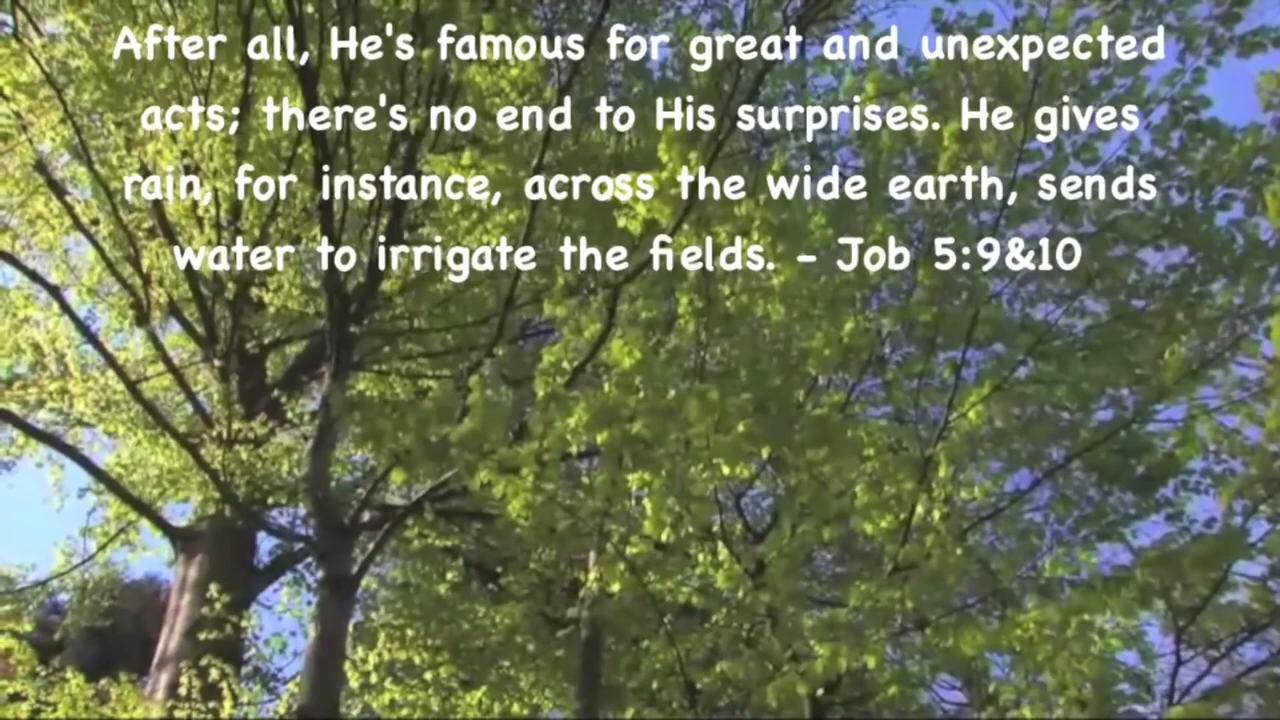 After all, He's famous for great and unexpected
acts; there's no end to His surprises. He gives
rain, for instance, across the wide earth, sends
water to irrigate the fields. - Job 5:9&10